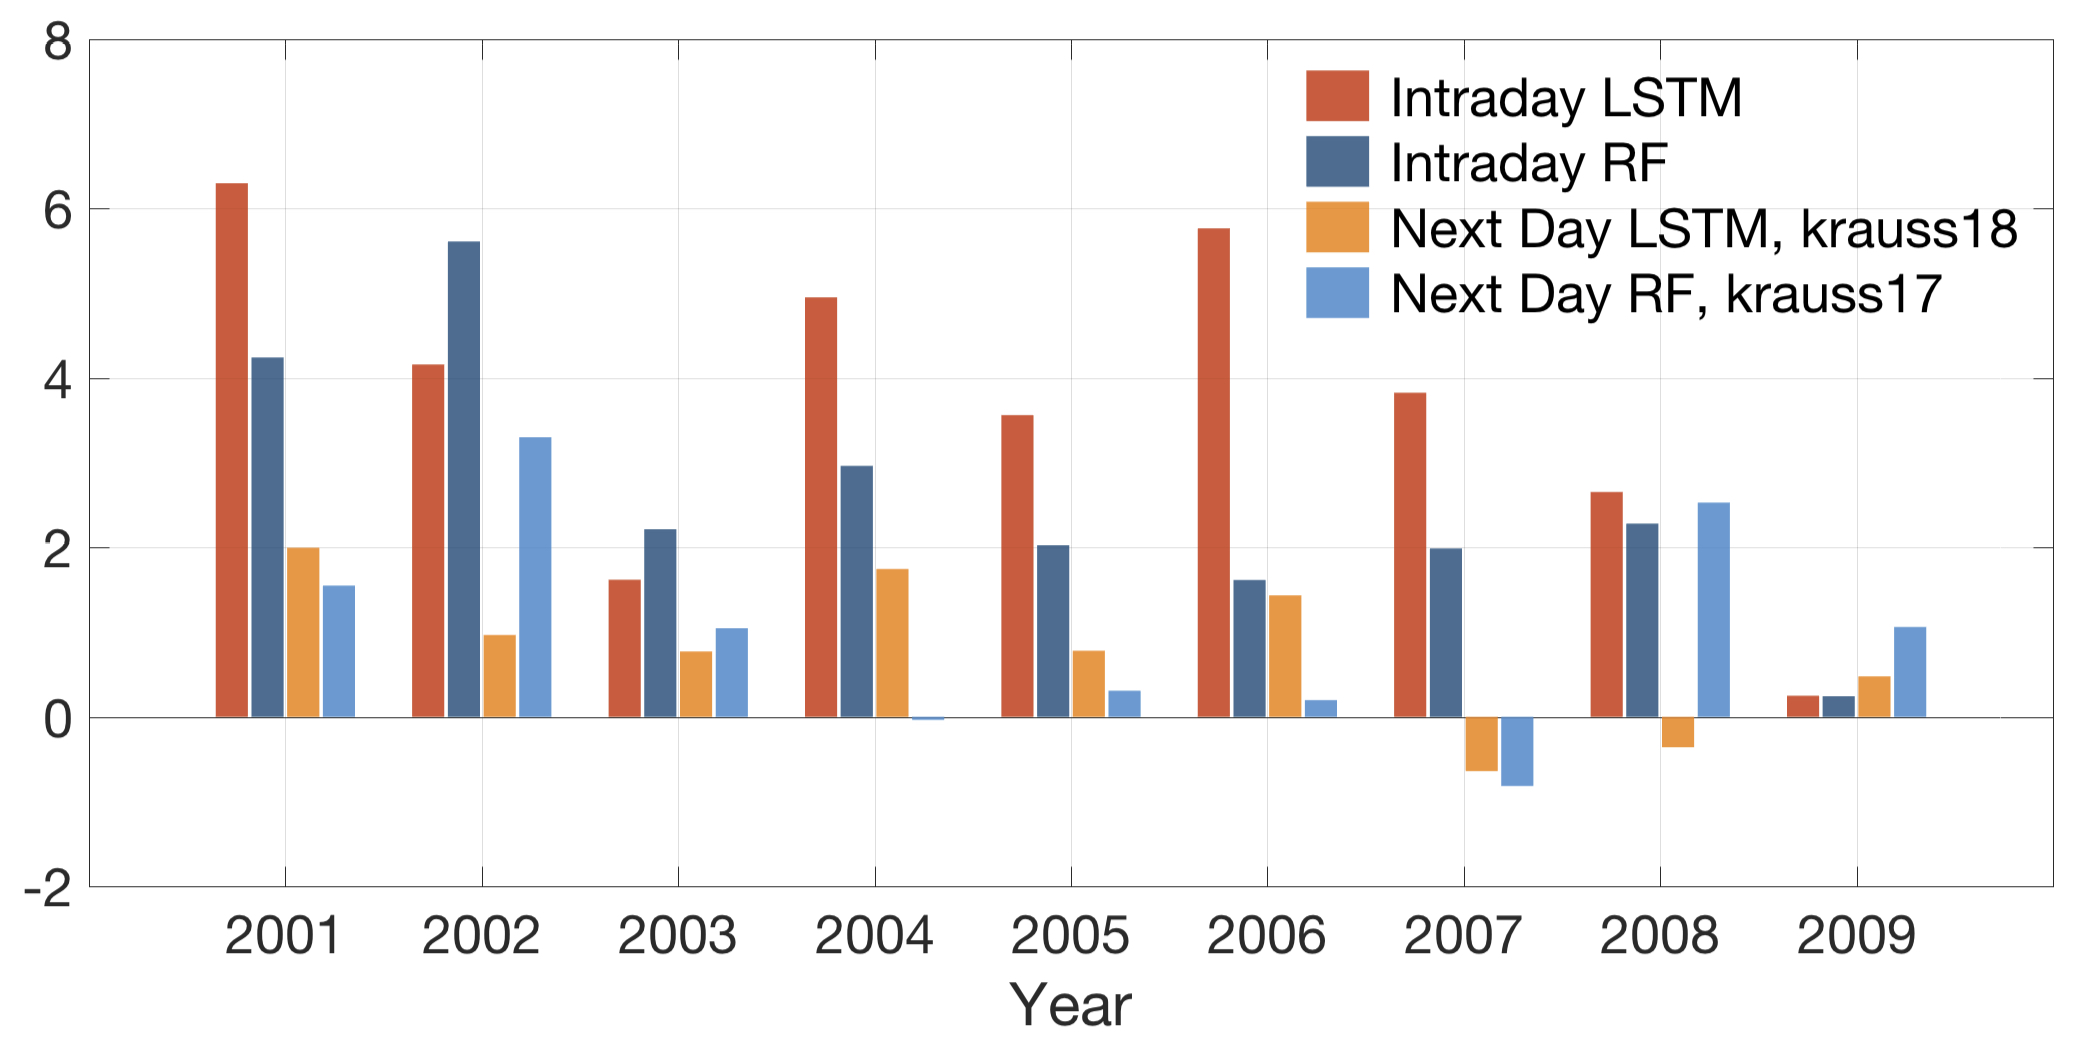 8
6
4
2
0
-2
Intraday LSTM
Intraday RF
Next Day LSTM, krauss18
Next Day RF, krauss17
2001 2002 2003 2004 2005 2006 2007 2008 2009
Year